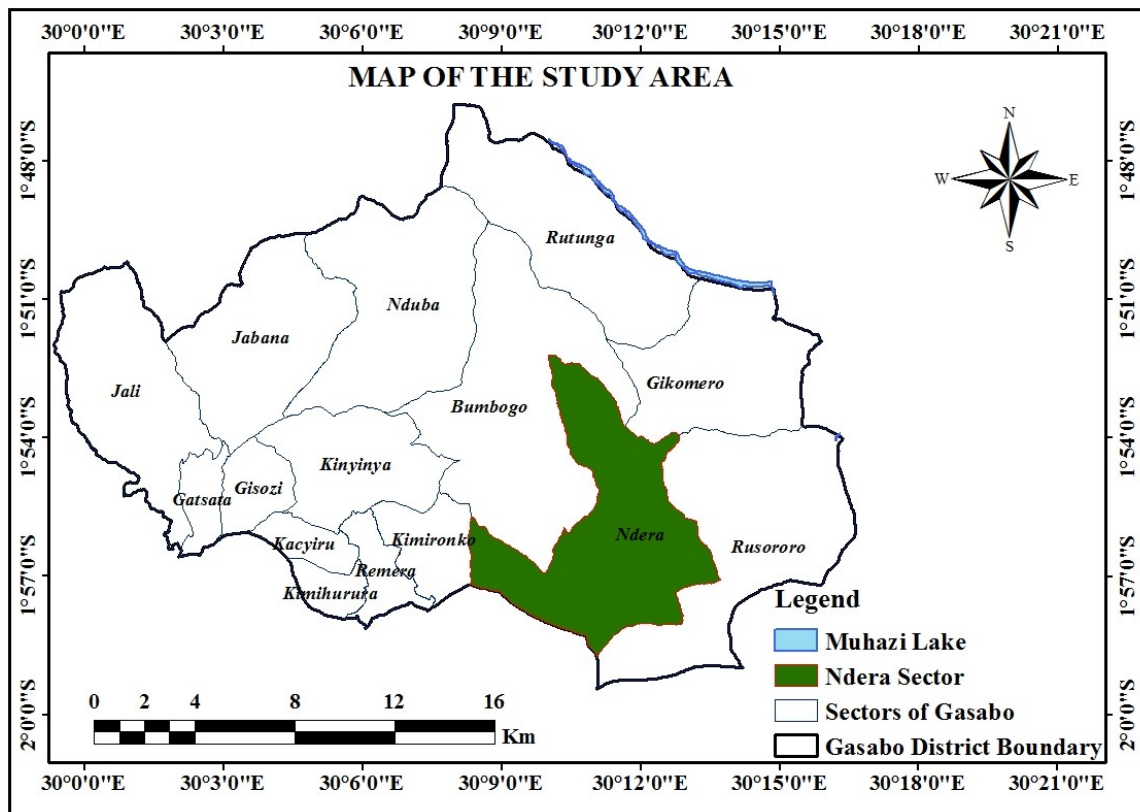 30°0'0"E 30°3'0"E 30°6'0"E 30°9'0"E 30°12'0"E 30°15'0"E 30°18'0"E 30°21'0"E
MAP OF THE STUDY AREA
1°48'0"S
1°51'0"S
1°54'0"S
1°57'0"S
2°0'0"S
1°48'0"S
1°51'0"S
1°54'0"S
1°57'0"S
2°0'0"S
N
W E
S
Rutunga
Nduba
Jabana
Jali
Gikomero
Bumbogo
Kinyinya
Gisozi
Gatsata
Kacyiru
Kimironko
Ndera
Rusororo
Remera
Kimihurura
Legend
Muhazi Lake
Ndera Sector
Sectors of Gasabo
Gasabo District Boundary
0 2 4 8 12 16
Km
30°0'0"E 30°3'0"E 30°6'0"E 30°9'0"E 30°12'0"E 30°15'0"E 30°18'0"E 30°21'0"E